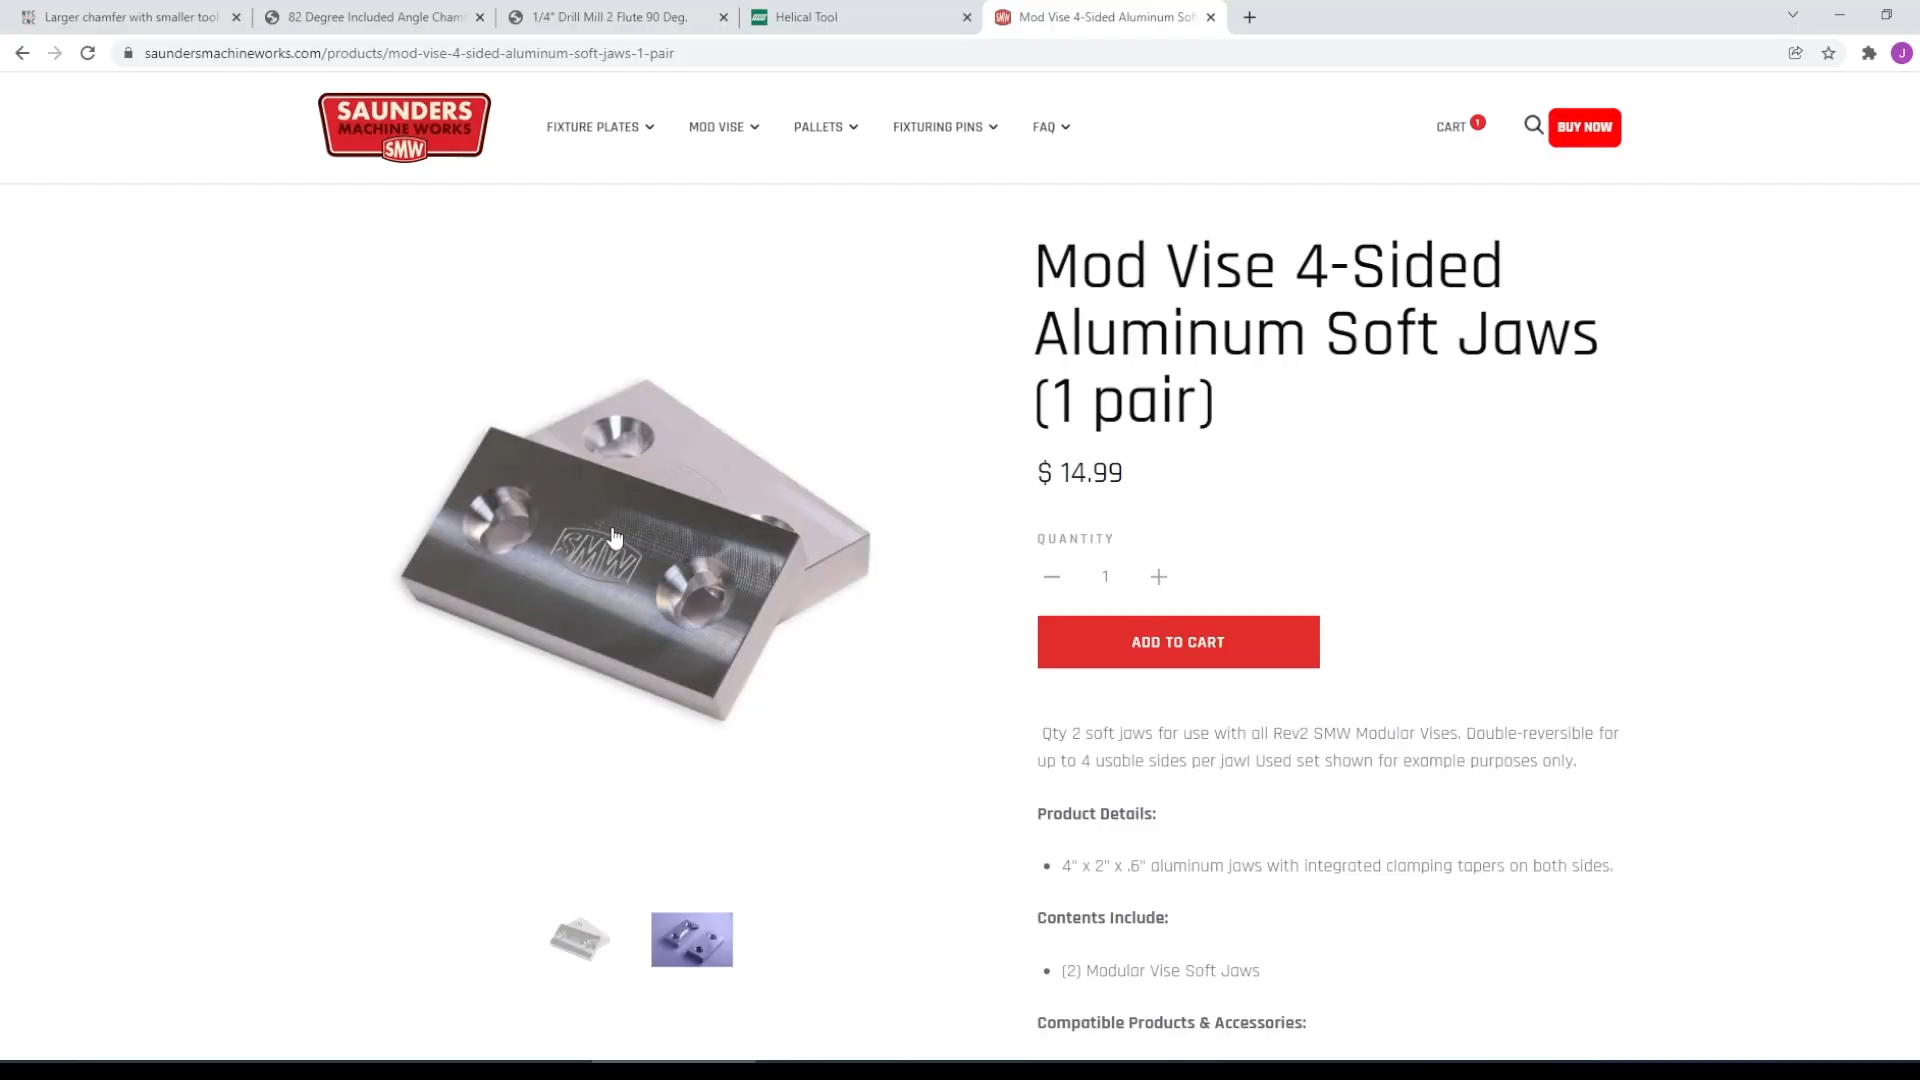 NYC CNC Larger chamfer with smaller tool
82 Degree Included Angle Cham
1/4" Drill Mill 2 Flute 90 Deg.
Helical Tool
SMW Mod Vise 4-Sided Aluminum Sof
saundersmachineworks.com/products/mod-vise-4-sided-aluminum-soft-jaws-1-pair
J
SAUNDERS
MACHINE WORKS
SMW
FIXTURE PLATES
MOD VISE
PALLETS
FIXTURING PINS
FAQ
CART 1
BUY NOW
Mod Vise 4-Sided
Aluminum Soft Jaws
(1 pair)
$ 14.99
QUANTITY
1
ADD TO CART
SMW
Qty 2 soft jaws for use with all Rev2 SMW Modular Vises. Double-reversible for
up to 4 usable sides per jaw! Used set shown for example purposes only.
Product Details:
4" x 2" x .6" aluminum jaws with integrated clamping tapers on both sides.
Contents Include:
(2) Modular Vise Soft Jaws
Compatible Products & Accessories: